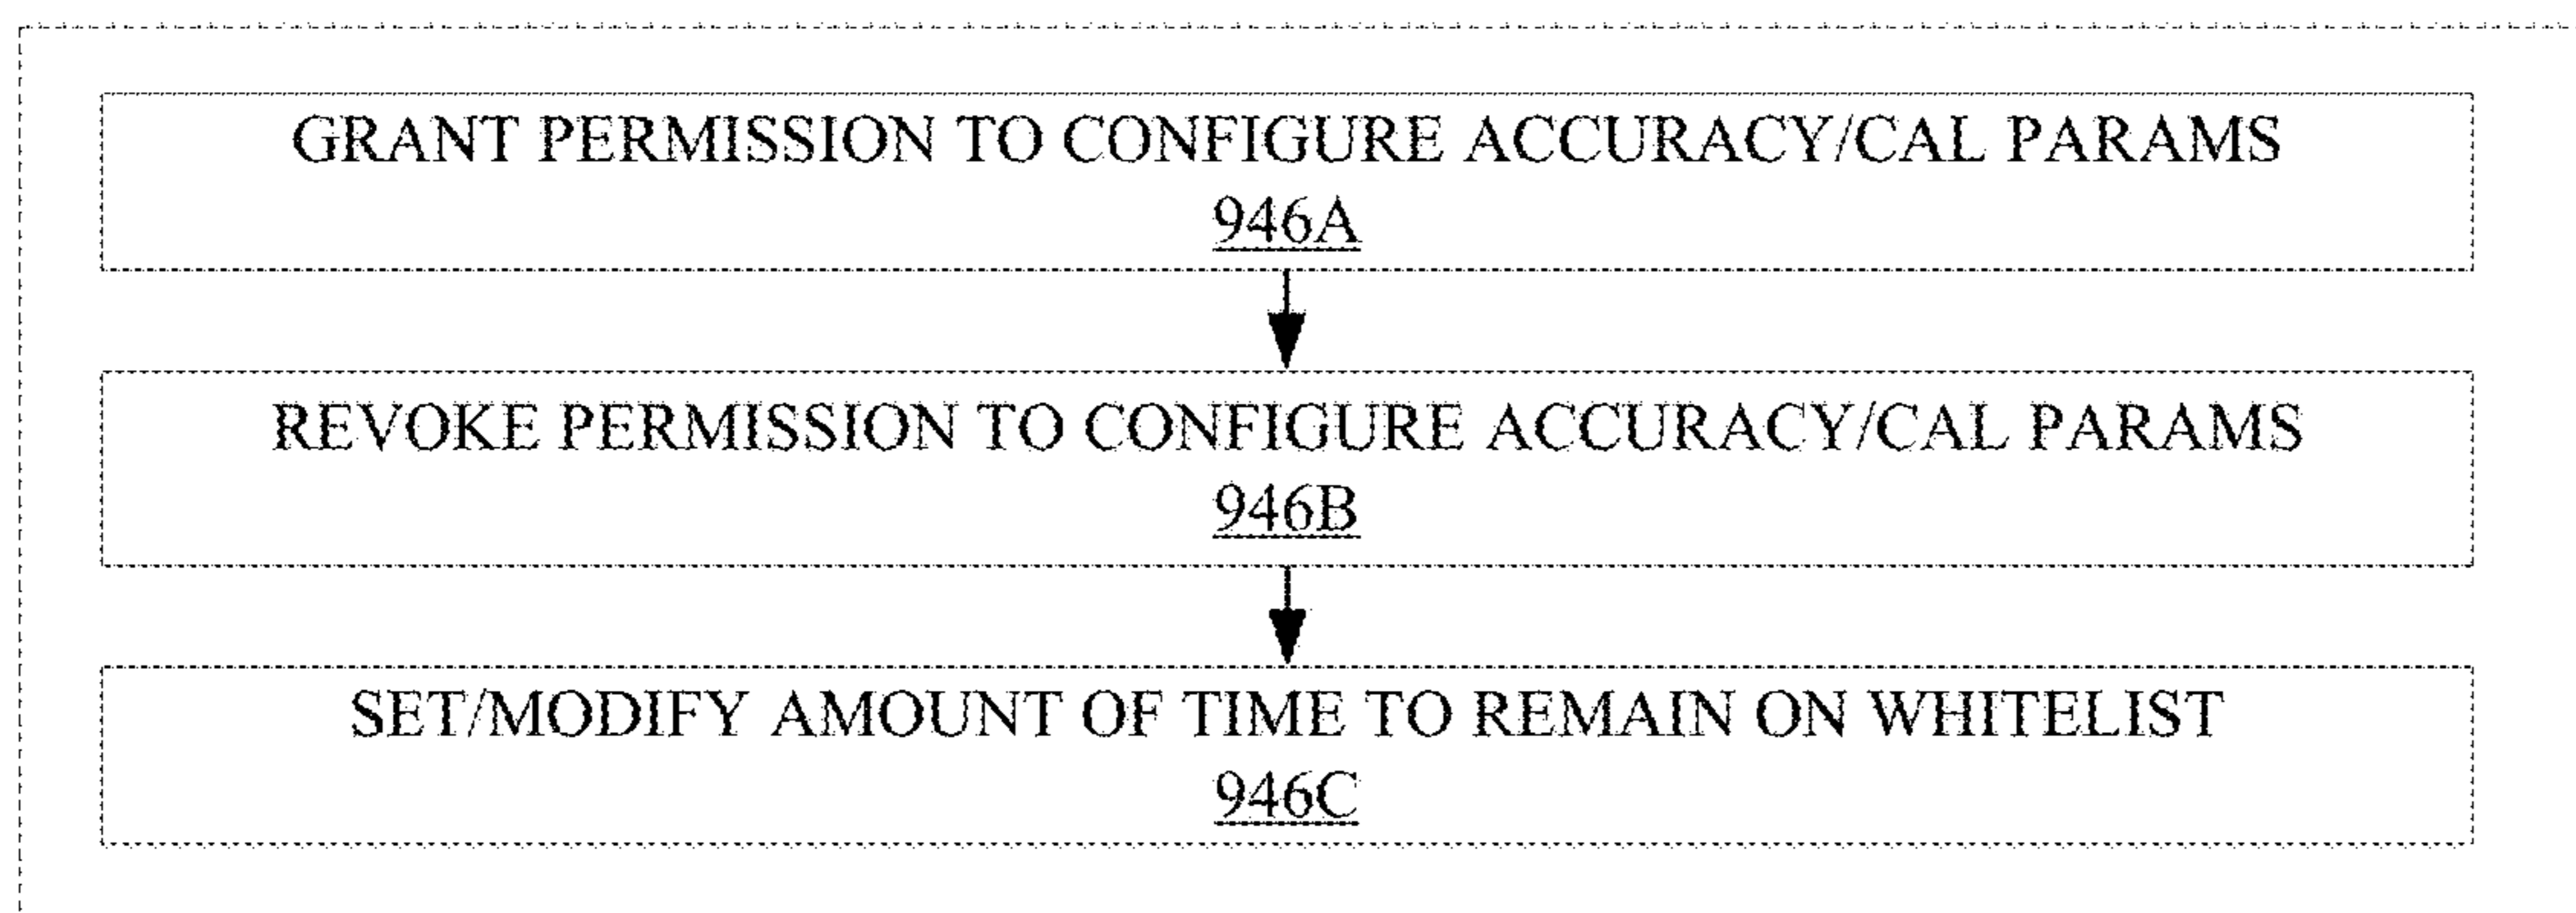 GRANT PERMISSION TO CONFIGURE ACCURACY/CAL PARAMS
946A
REVOKE PERMISSION TO CONFIGURE ACCURACY/CAL PARAMS
946B
SET/MODIFY AMOUNT OF TIME TO REMAIN ON WHITELIST
946C